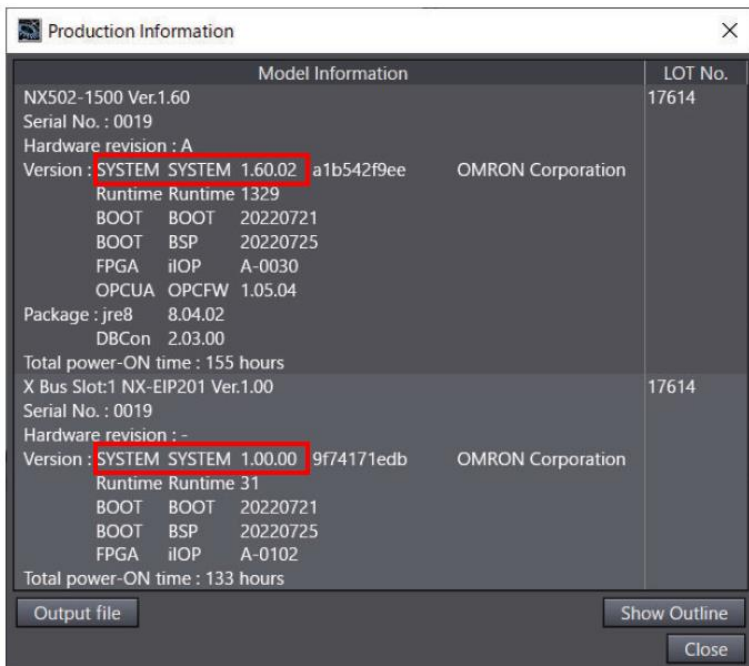 Production Information
Model Information LOT No.
NX502-1500 Ver.1.60 17614
Serial No. : 0019
Hardware revision : A
Version : SYSTEM SYSTEM 1.60.02 a1b542f9ee OMRON Corporation
Runtime Runtime 1329
BOOT BOOT 20220721
BOOT BSP 20220725
FPGA iIOP A-0030
OPCUA OPCFW 1.05.04
Package : jre8 8.04.02
DBCon 2.03.00
Total power-ON time : 155 hours
X Bus Slot:1 NX-EIP201 Ver.1.00 17614
Serial No. : 0019
Hardware revision : -
Version : SYSTEM SYSTEM 1.00.00 9f74171edb OMRON Corporation
Runtime Runtime 31
BOOT BOOT 20220721
BOOT BSP 20220725
FPGA iIOP A-0102
Total power-ON time : 133 hours
Output file Show Outline
Close